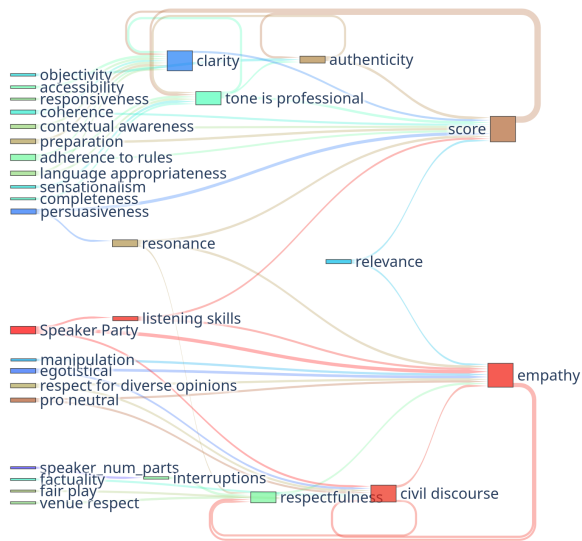 objectivity
accessibility
responsiveness
coherence
contextual awareness
preparation
adherence to rules
language appropriateness
sensationalism
completeness
persuasiveness
clarity
authenticity
tone is professional
score
resonance
relevance
listening skills
Speaker Party
manipulation
egotistical
respect for diverse opinions
pro neutral
empathy
speaker_num_parts
factuality
fair play
venue respect
interruptions
respectfulness
civil discourse